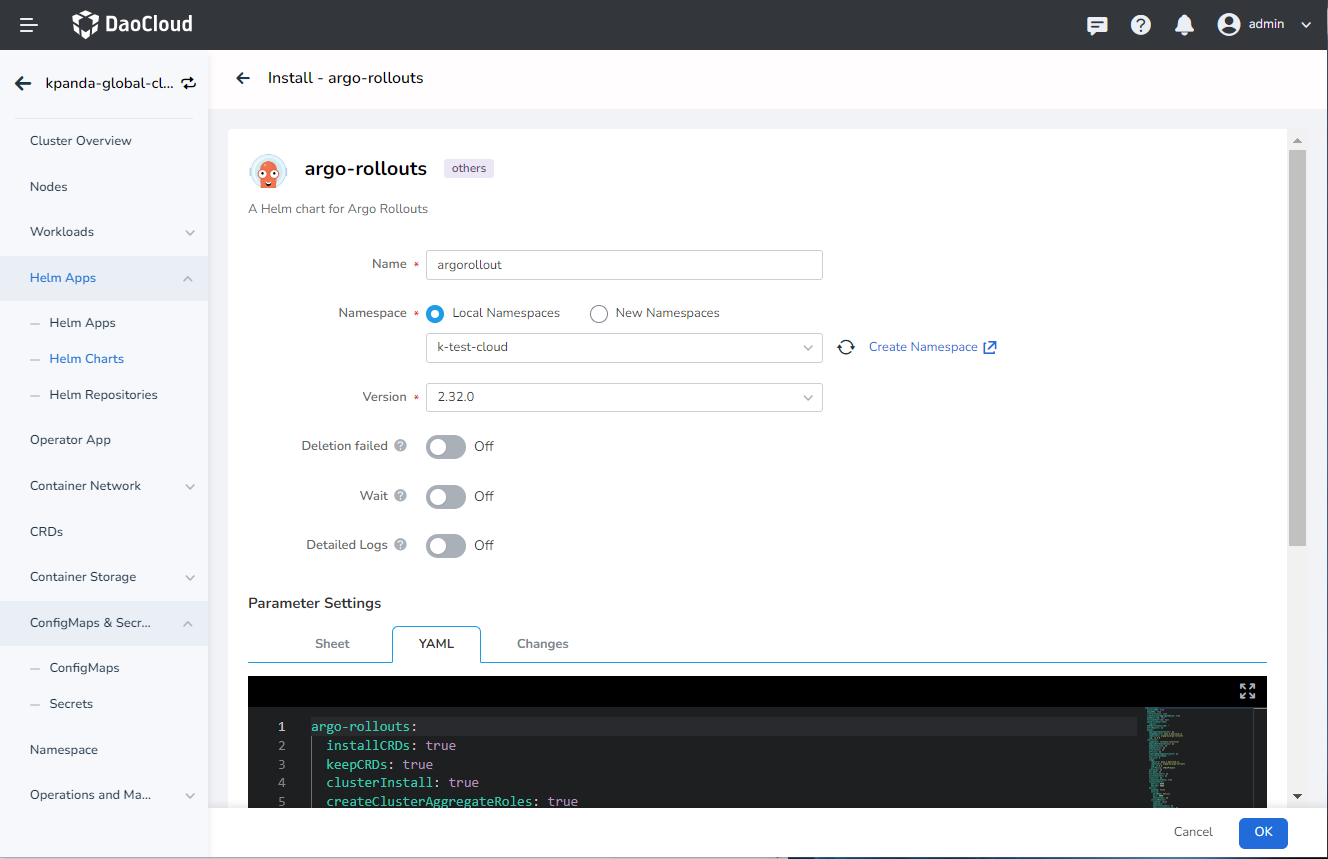 DaoCloud
admin
kpanda-global-cl...
Cluster Overview
Nodes
Workloads
Helm Apps
Helm Apps
Helm Charts
Helm Repositories
Operator App
Container Network
CRDs
Container Storage
ConfigMaps & Secr...
ConfigMaps
Secrets
Namespace
Operations and Ma...
Install - argo-rollouts
argo-rollouts others
A Helm chart for Argo Rollouts
Name * argorollout
Namespace * Local Namespaces New Namespaces
k-test-cloud Create Namespace
Version * 2.32.0
Deletion failed ? Off
Wait ? Off
Detailed Logs ? Off
Parameter Settings
Sheet YAML Changes
1 argo-rollouts:
2 installCRDs: true
3 keepCRDs: true
4 clusterInstall: true
5 createClusterAggregateRoles: true
Cancel OK